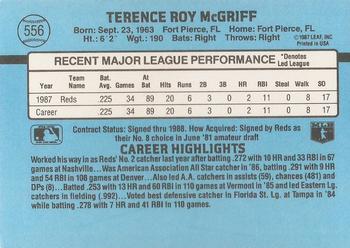 556
TERENCE ROY McGRIFF
Born: Sept. 23, 1963 Fort Pierce, FL Home: Fort Pierce, FL
Ht.: 6' 2" Wgt.: 190 Bats: Right Throws: Right
©1987 LEAF, INC
PRINTED IN USA
RECENT MAJOR LEAGUE PERFORMANCE *Denotes Led League
Bat. Avg. Batting Hits Runs 2B 3B HR RBI Steal Walk SO
1987 Reds .225 34 89 20 6 0 2 11 0 8 17
Career .225 34 89 20 6 0 2 11 0 8 17
Contract Status: Signed thru 1988. How Acquired: Signed by Reds as
their No. 8 choice in June '81 amateur draft
CAREER HIGHLIGHTS
Worked his way in as Reds' No. 2 catcher last year after batting .272 with 10 HR and 33 RBI in 67
games at Nashville... Was American Association All Star catcher in '86, batting .291 with 9 HR
and 54 RBI in 108 games at Denver... Also led A.A. catchers in assists (59), chances (481) and
DPs (8)... Batted .253 with 13 HR and 60 RBI in 110 games at Vermont in '85 and led Eastern Lg.
catchers in fielding (.992)... Voted best defensive catcher in Florida St. Lg. at Tampa in '84
while batting .278 with 7 HR and 41 RBI in 110 games.